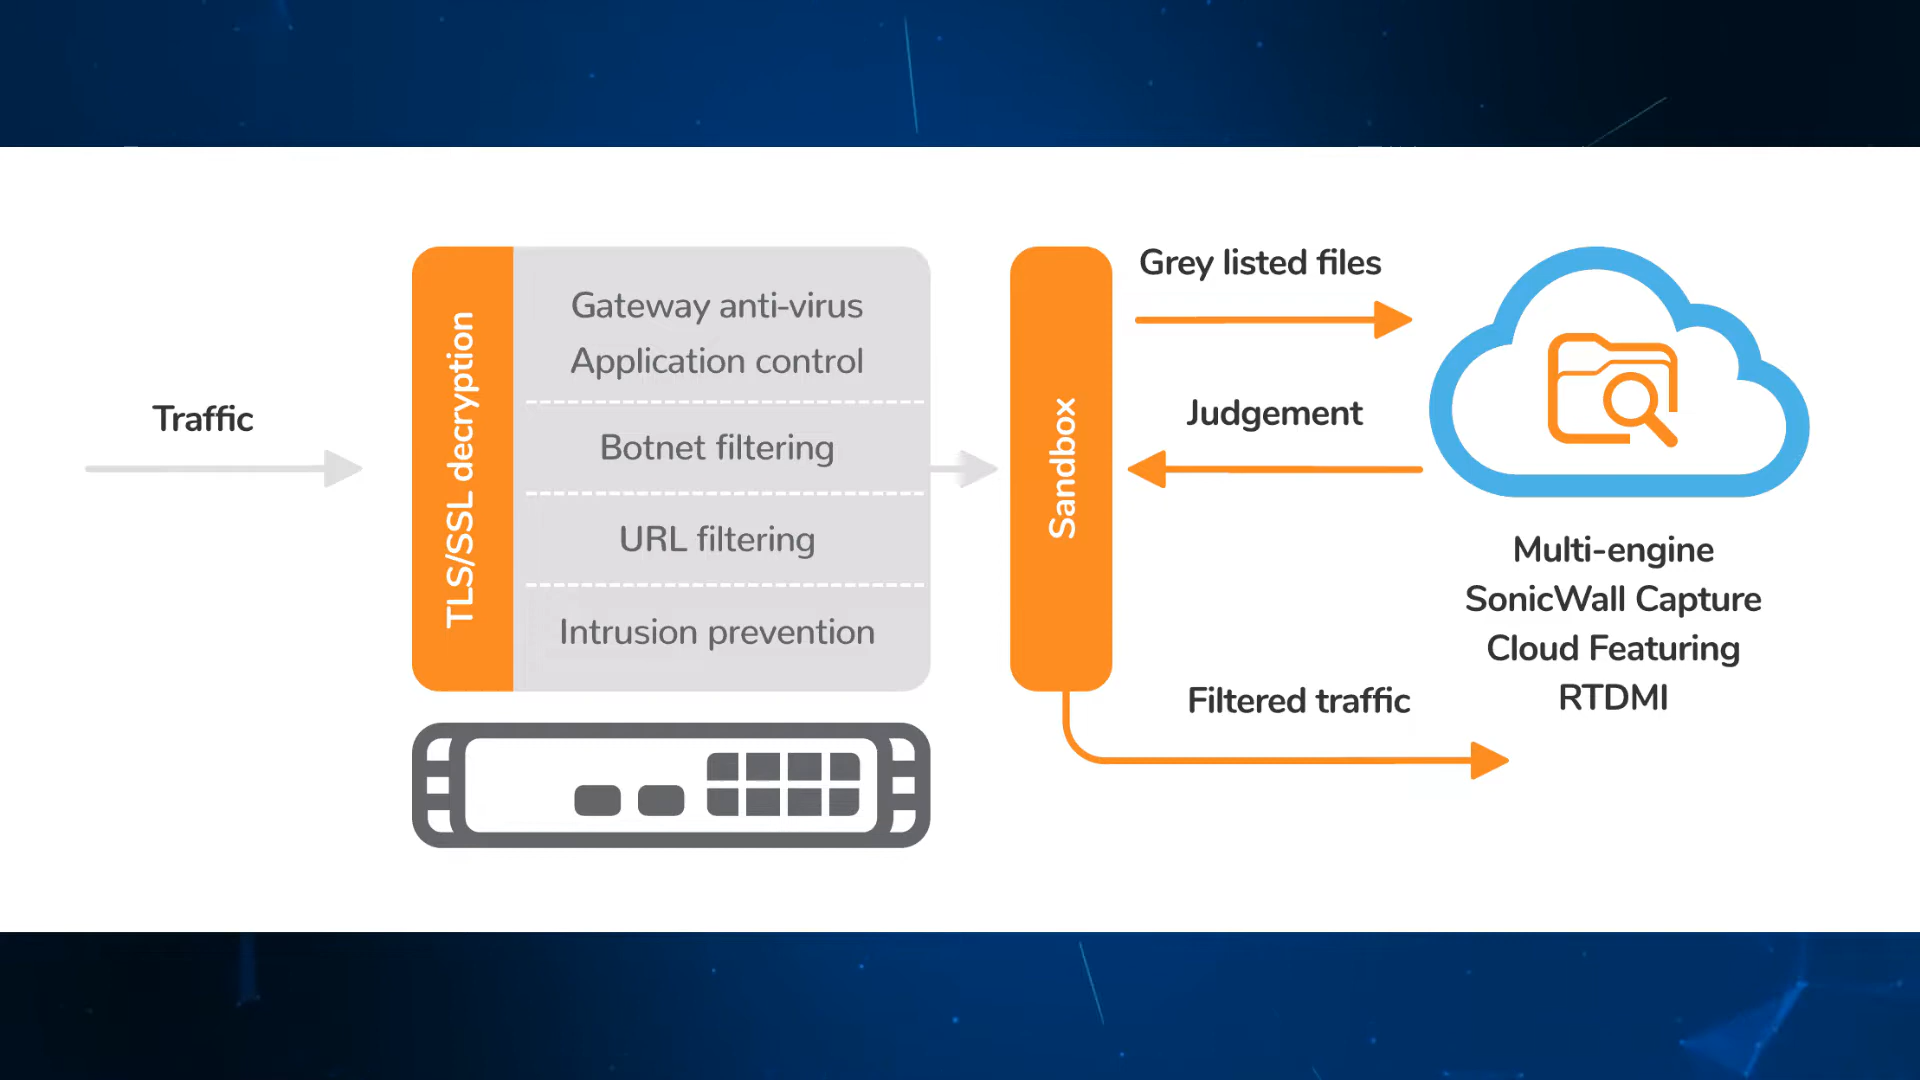 Traffic
TLS/SSL decryption
Gateway anti-virus
Application control
Botnet filtering
URL filtering
Intrusion prevention
Sandbox
Grey listed files
Judgement
Filtered traffic
Multi-engine
SonicWall Capture
Cloud Featuring
RTDMI